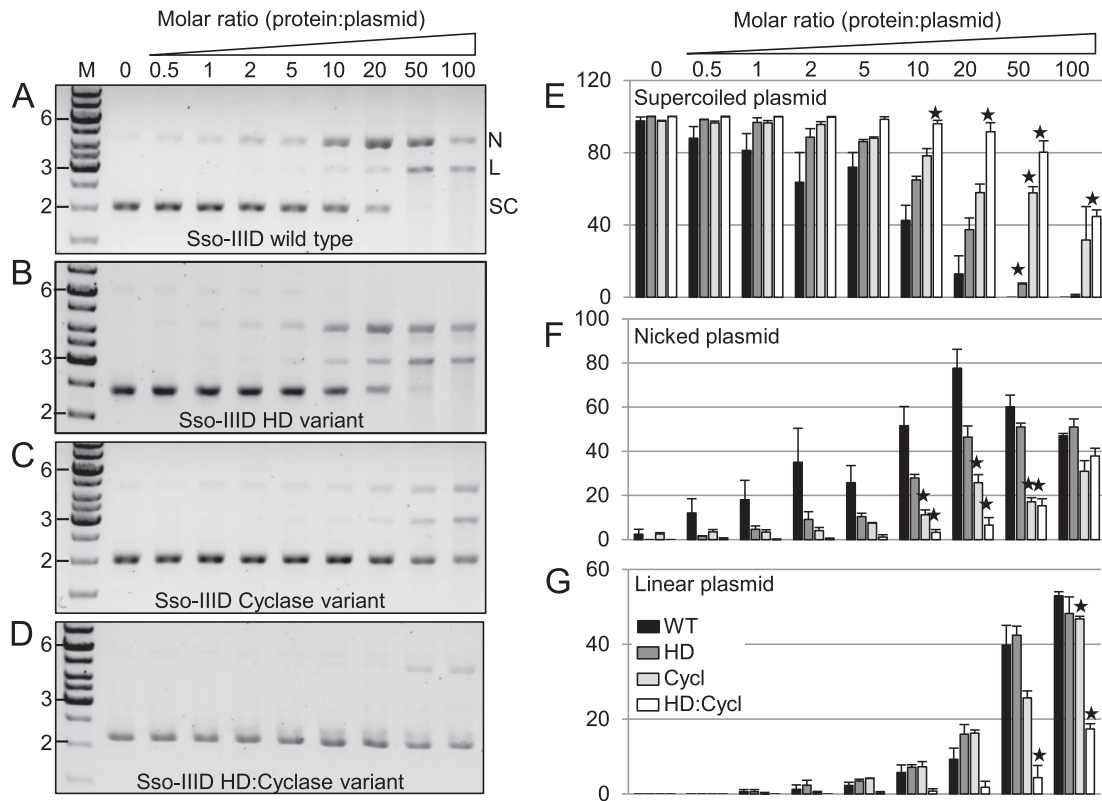 Molar ratio (protein:plasmid)
M 0 0.5 1 2 5 10 20 50 100
A
6
3
2
N
L
SC
Sso-IIID wild type
B
6
3
2
Sso-IIID HD variant
C
6
3
2
Sso-IIID Cyclase variant
D
6
3
2
Sso-IIID HD:Cyclase variant
Molar ratio (protein:plasmid)
0 0.5 1 2 5 10 20 50 100
E
120
80
40
0
Supercoiled plasmid
F
100
80
60
40
20
0
Nicked plasmid
G
60
40
20
0
Linear plasmid
WT
HD
Cycl
HD:Cycl